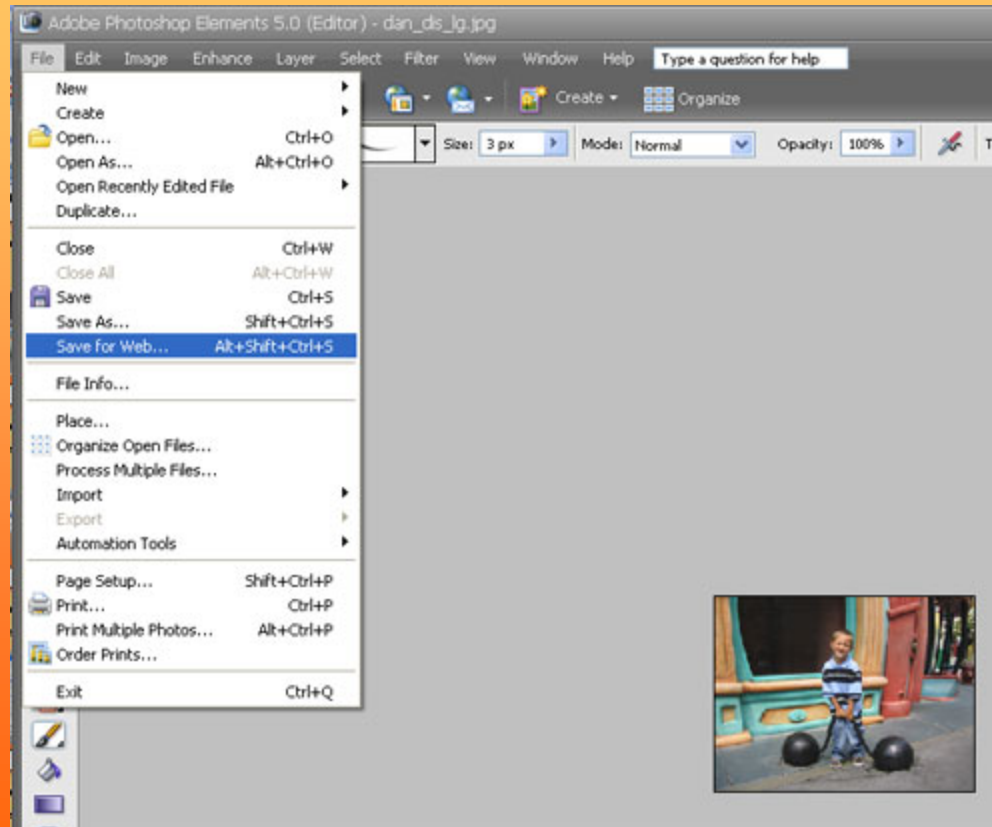 Adobe Photoshop Elements 5.0 (Editor) - dan_dis_lg.jpg
File Edit Image Enhance Layer Select Filter View Window Help Type a question for help
Create Organize
Size: 3 px Mode: Normal Opacity: 100% T
New
Create
Open... Ctrl+O
Open As... Alt+Ctrl+O
Open Recently Edited File
Duplicate...
Close Ctrl+W
Close All Alt+Ctrl+W
Save Ctrl+S
Save As... Shift+Ctrl+S
Save for Web... Alt+Shift+Ctrl+S
File Info...
Place...
Organize Open Files...
Process Multiple Files...
Import
Export
Automation Tools
Page Setup... Shift+Ctrl+P
Print... Ctrl+P
Print Multiple Photos... Alt+Ctrl+P
Order Prints...
Exit Ctrl+Q